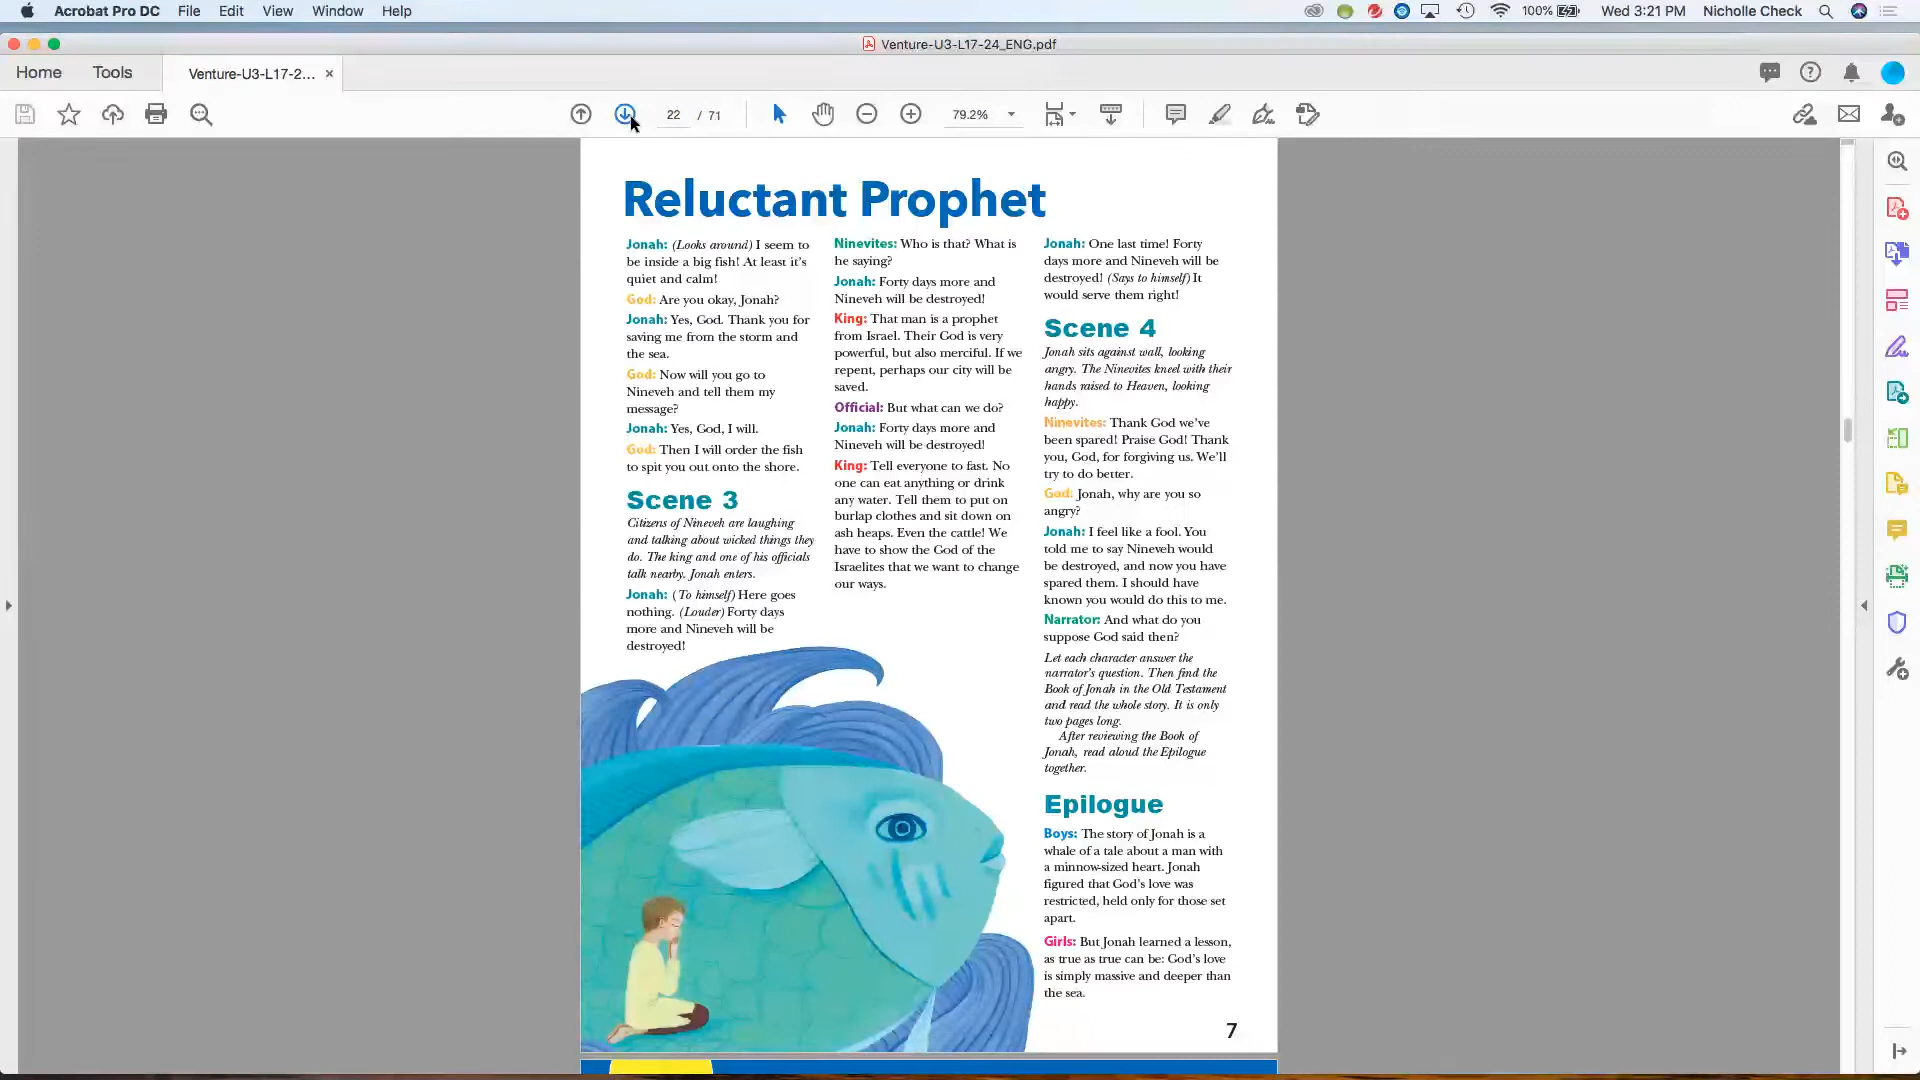 Acrobat Pro DC File Edit View Window Help 100% Wed 3:21 PM Nicholle Check
Venture-U3-L17-24_ENG.pdf
Home Tools Venture-U3-L17-2... ×
22 / 71 79.2%
Reluctant Prophet
Jonah: (Looks around) I seem to
be inside a big fish! At least it's
quiet and calm!
God: Are you okay, Jonah?
Jonah: Yes, God. Thank you for
saving me from the storm and
the sea.
God: Now will you go to
Nineveh and tell them my
message?
Jonah: Yes, God, I will.
God: Then I will order the fish
to spit you out onto the shore.
Scene 3
Citizens of Nineveh are laughing
and talking about wicked things they
do. The king and one of his officials
talk nearby. Jonah enters.
Jonah: (To himself) Here goes
nothing. (Louder) Forty days
more and Nineveh will be
destroyed!
Ninevites: Who is that? What is
he saying?
Jonah: Forty days more and
Nineveh will be destroyed!
King: That man is a prophet
from Israel. Their God is very
powerful, but also merciful. If we
repent, perhaps our city will be
saved.
Official: But what can we do?
Jonah: Forty days more and
Nineveh will be destroyed!
King: Tell everyone to fast. No
one can eat anything or drink
any water. Tell them to put on
burlap clothes and sit down on
ash heaps. Even the cattle! We
have to show the God of the
Israelites that we want to change
our ways.
Jonah: One last time! Forty
days more and Nineveh will be
destroyed! (Says to himself) It
would serve them right!
Scene 4
Jonah sits against wall, looking
angry. The Ninevites kneel with their
hands raised to Heaven, looking
happy.
Ninevites: Thank God we've
been spared! Praise God! Thank
you, God, for forgiving us. We'll
try to do better.
God: Jonah, why are you so
angry?
Jonah: I feel like a fool. You
told me to say Nineveh would
be destroyed, and now you have
spared them. I should have
known you would do this to me.
Narrator: And what do you
suppose God said then?
Let each character answer the
narrator's question. Then find the
Book of Jonah in the Old Testament
and read the whole story. It is only
two pages long.
After reviewing the Book of
Jonah, read aloud the Epilogue
together.
Epilogue
Boys: The story of Jonah is a
whale of a tale about a man with
a minnow-sized heart. Jonah
figured that God's love was
restricted, held only for those set
apart.
Girls: But Jonah learned a lesson,
as true as true can be: God's love
is simply massive and deeper than
the sea.
7